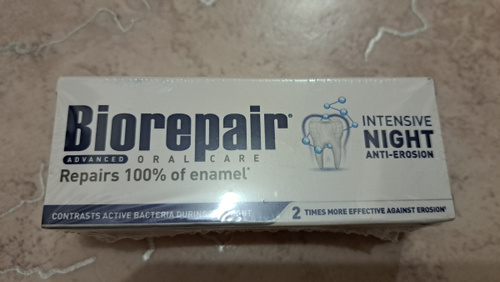 Biorepair®
ADVANCED ORAL CARE
Repairs 100% of enamel*
INTENSIVE
NIGHT
ANTI-EROSION
CONTRASTS ACTIVE BACTERIA DURING
2 TIMES MORE EFFECTIVE AGAINST EROSION